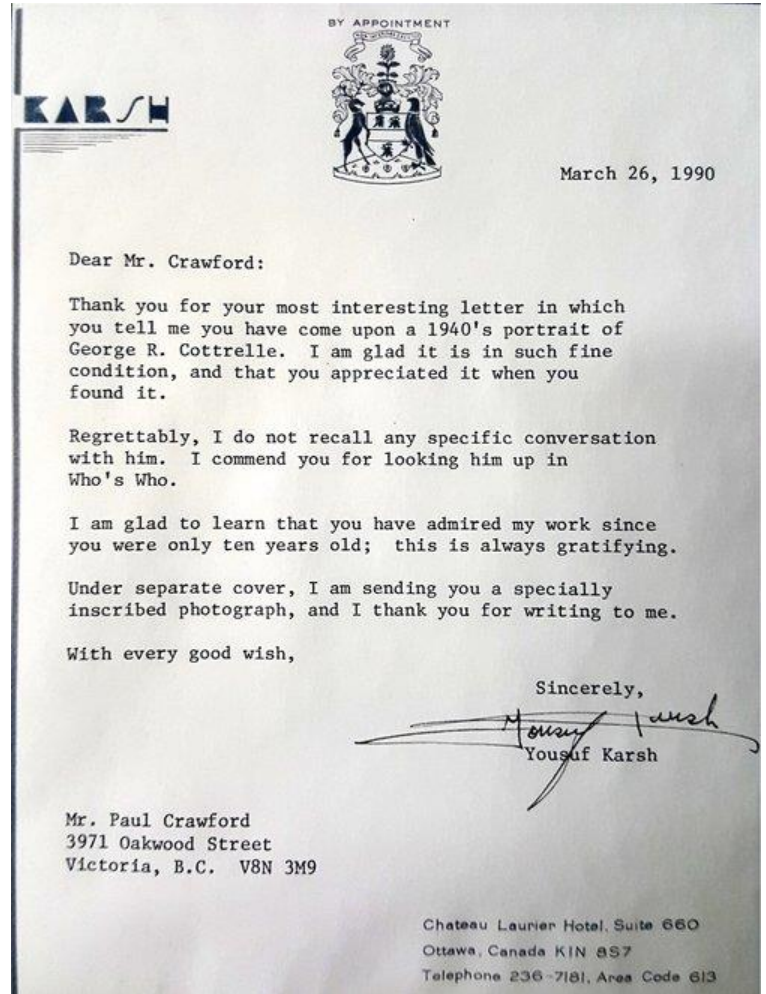 BY APPOINTMENT
KARSH
March 26, 1990
Dear Mr. Crawford:
Thank you for your most interesting letter in which
you tell me you have come upon a 1940's portrait of
George R. Cottrelle. I am glad it is in such fine
condition, and that you appreciated it when you
found it.
Regrettably, I do not recall any specific conversation
with him. I commend you for looking him up in
Who's Who.
I am glad to learn that you have admired my work since
you were only ten years old; this is always gratifying.
Under separate cover, I am sending you a specially
inscribed photograph, and I thank you for writing to me.
With every good wish,
Sincerely,
Yousuf Karsh
Yousuf Karsh
Mr. Paul Crawford
3971 Oakwood Street
Victoria, B.C. V8N 3M9
Chateau Laurier Hotel, Suite 660
Ottawa, Canada KIN 8S7
Telephone 236-7181, Area Code 613